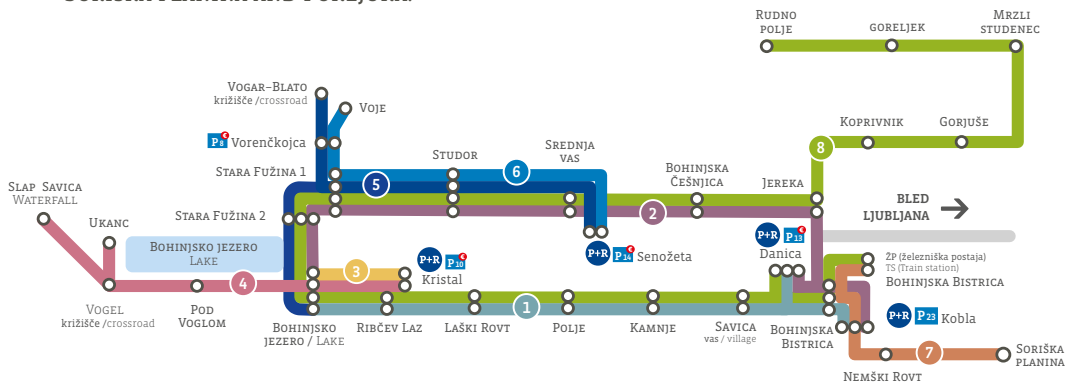 RUDNO
POLJE
GORELJEK
MRZLI
STUDENEC
VOGAR–BLATO
križišče /crossroad
VOJE
P8 €
Vorenčkojca
KOPRIVNIK
GORJUŠE
8
STARA FUŽINA 1
STUDOR
SREDNJA
VAS
6
5
BOHINJSKA
ČEŠNJICA
JEREKA
SLAP SAVICA
WATERFALL
UKANC
STARA FUŽINA 2
2
BLED
LJUBLJANA
BOHINJSKO JEZERO
LAKE
P+R P10 €
Kristal
P+R P14 €
Senožeta
P+R P13 €
Danica
ŽP (železniška postaja)
TS (Train station)
BOHINJSKA BISTRICA
3
4
1
VOGEL
križišče /crossroad
POD
VOGLOM
BOHINJSKO
JEZERO / LAKE
RIBČEV LAZ
LAŠKI ROVT
POLJE
KAMNJE
SAVICA
vas / village
BOHINJSKA
BISTRICA
P+R P23 Kobla
7
NEMŠKI ROVT
SORIŠKA
PLANINA